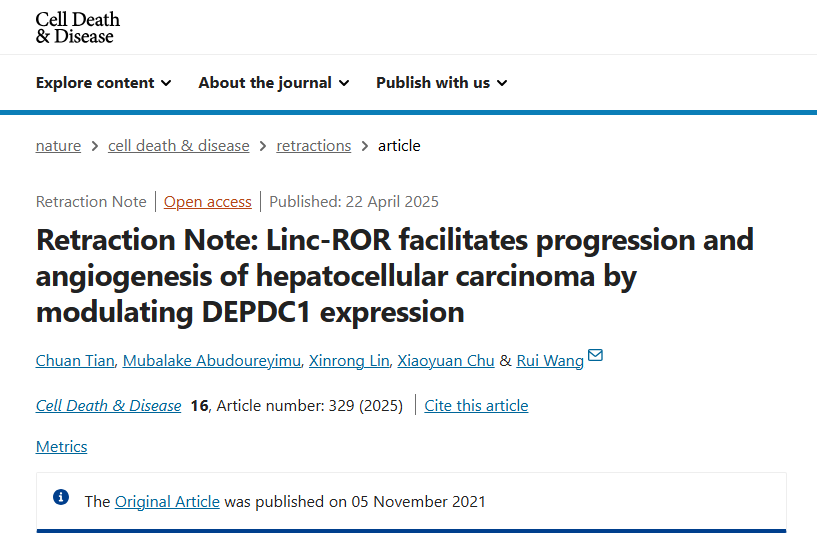 Cell Death
& Disease
Explore content About the journal Publish with us
nature > cell death & disease > retractions > article
Retraction Note | Open access | Published: 22 April 2025
Retraction Note: Linc-ROR facilitates progression and
angiogenesis of hepatocellular carcinoma by
modulating DEPDC1 expression
Chuan Tian, Mubalake Abudoureyimu, Xinrong Lin, Xiaoyuan Chu & Rui Wang
Cell Death & Disease 16, Article number: 329 (2025) | Cite this article
Metrics
The Original Article was published on 05 November 2021